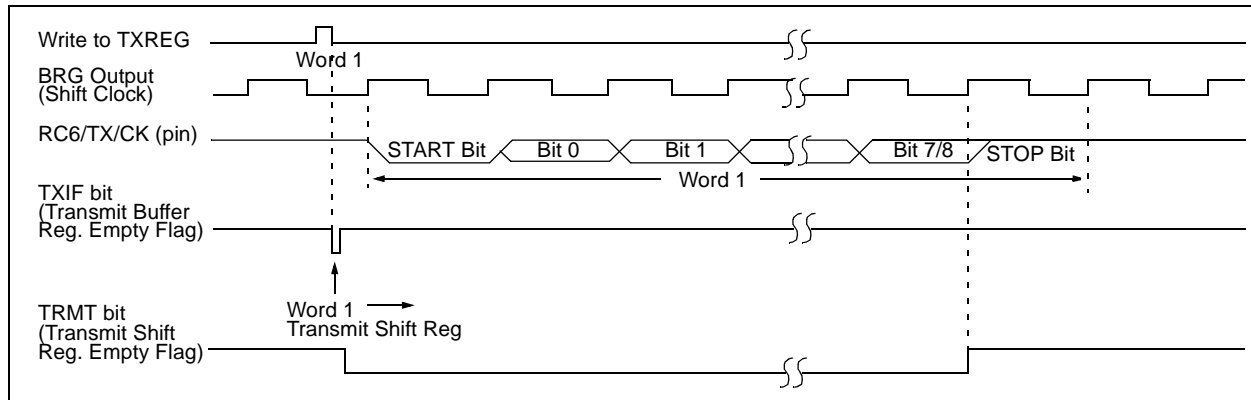 Write to TXREG
Word 1
BRG Output
(Shift Clock)
RC6/TX/CK (pin)
START Bit
Bit 0
Bit 1
Bit 7/8
STOP Bit
Word 1
TXIF bit
(Transmit Buffer
Reg. Empty Flag)
Word 1
Transmit Shift Reg
TRMT bit
(Transmit Shift
Reg. Empty Flag)